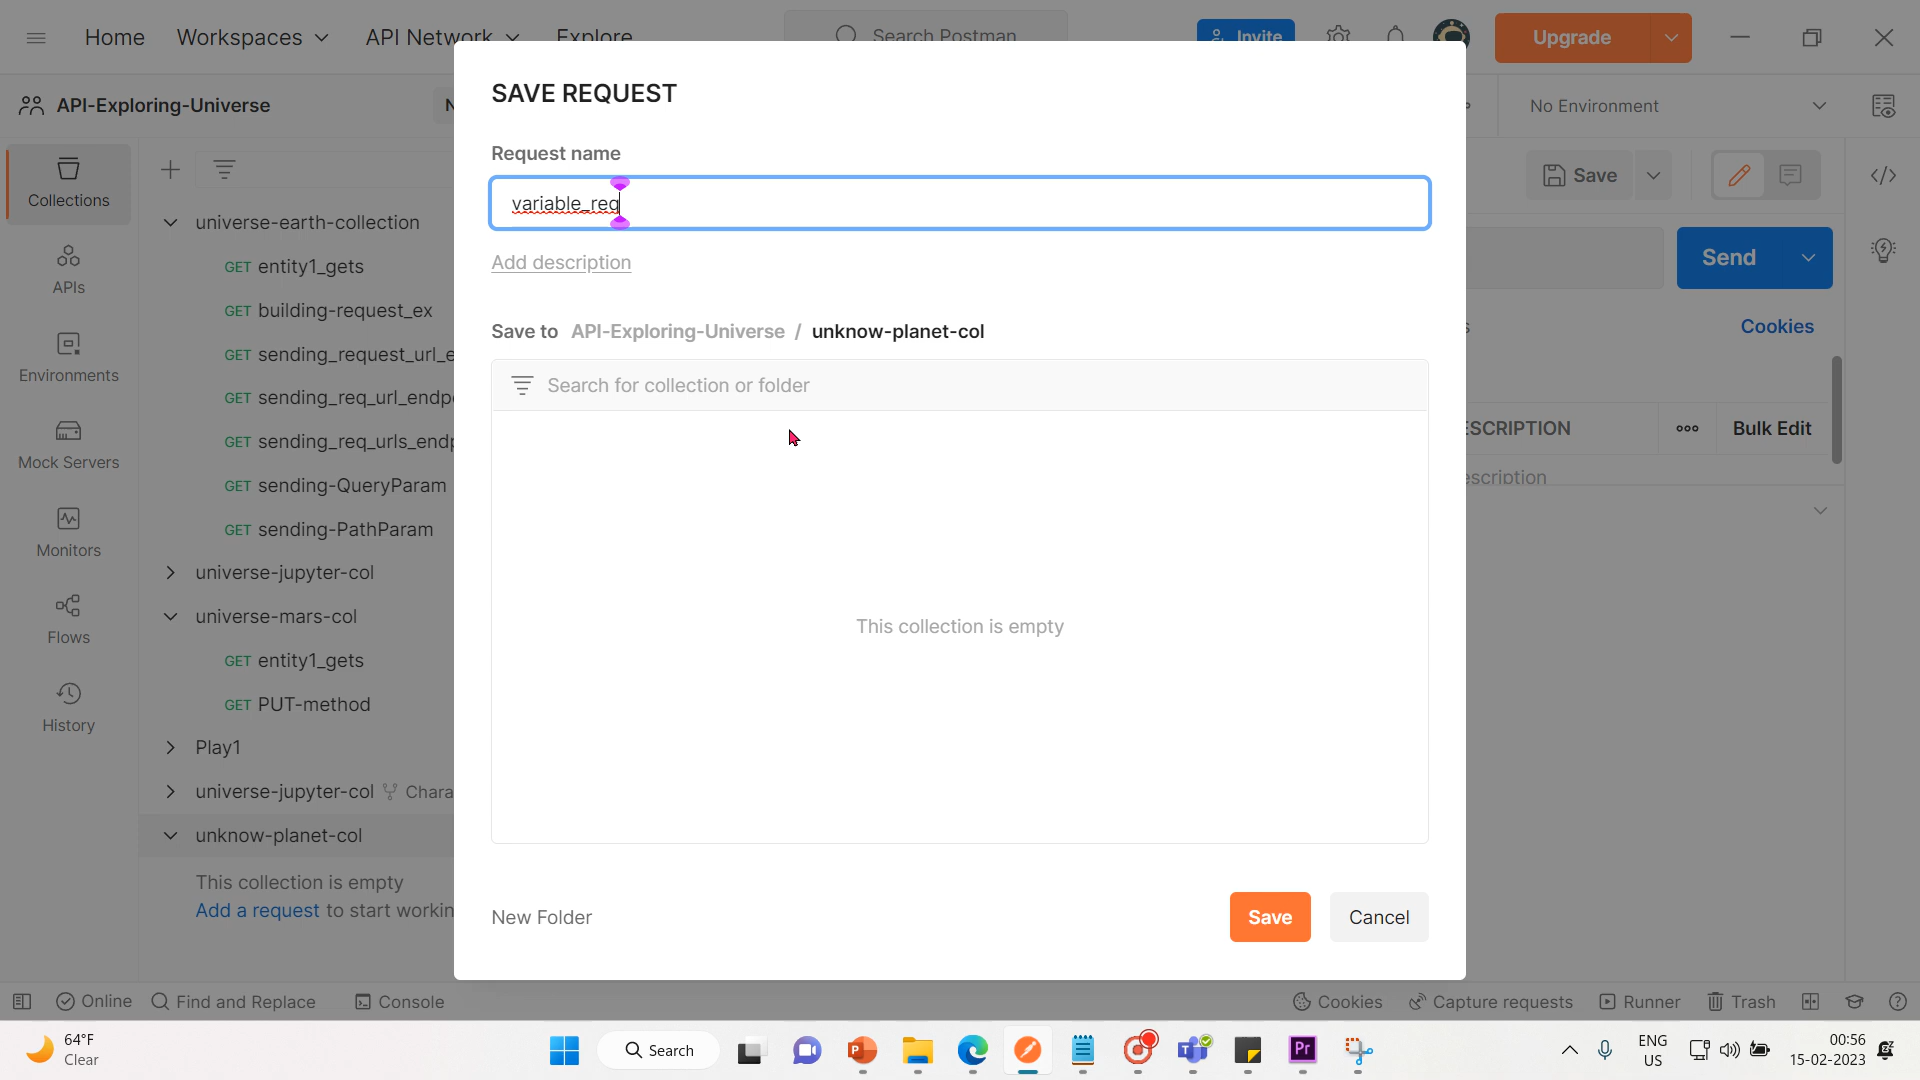 Home
Workspaces
API Network
Explore
Search Postman
Invite
Upgrade
API-Exploring-Universe
N
No Environment
SAVE REQUEST
Request name
variable_req
Add description
Save to API-Exploring-Universe / unknow-planet-col
Search for collection or folder
This collection is empty
New Folder
Save
Cancel
Collections
APIs
Environments
Mock Servers
Monitors
Flows
History
universe-earth-collection
GET entity1_gets
GET building-request_ex
GET sending_request_url_e
GET sending_req_url_endp
GET sending_req_urls_endp
GET sending-QueryParam
GET sending-PathParam
universe-jupyter-col
universe-mars-col
GET entity1_gets
GET PUT-method
Play1
universe-jupyter-col Chara
unknow-planet-col
This collection is empty
Add a request to start workin
Save
Send
s
Cookies
ESCRIPTION
Bulk Edit
escription
Online
Find and Replace
Console
Cookies
Capture requests
Runner
Trash
64°F
Clear
Search
ENG
US
00:56
15-02-2023